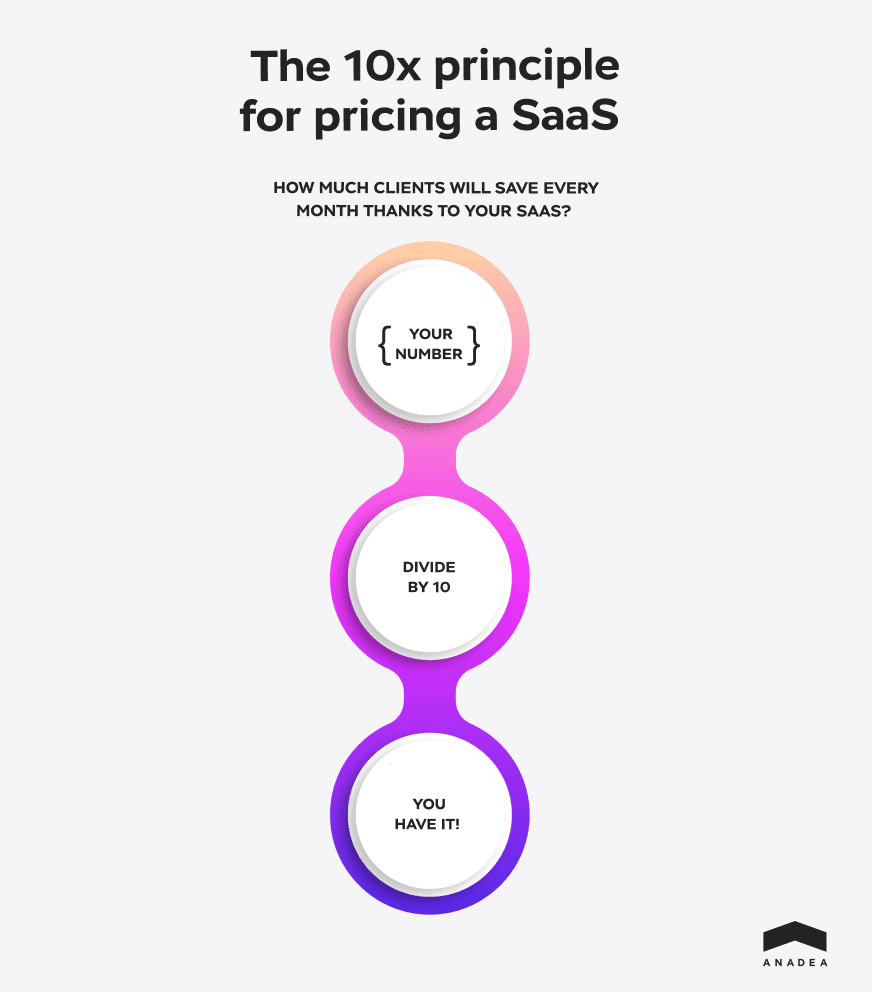 The 10x principle
for pricing a SaaS
HOW MUCH CLIENTS WILL SAVE EVERY
MONTH THANKS TO YOUR SAAS?
{ YOUR
NUMBER }
DIVIDE
BY 10
YOU
HAVE IT!
ANADEA